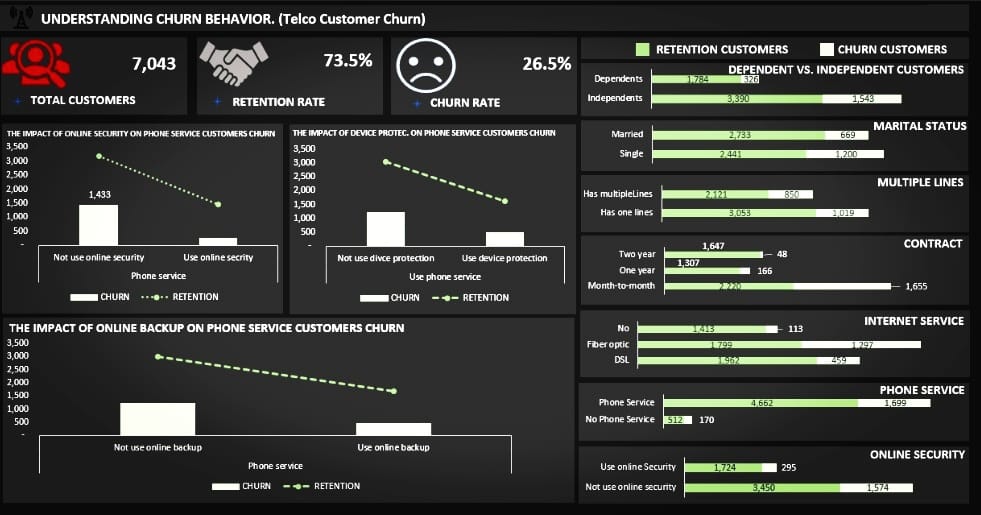 UNDERSTANDING CHURN BEHAVIOR. (Telco Customer Churn)
7,043
TOTAL CUSTOMERS
73.5%
RETENTION RATE
26.5%
CHURN RATE
THE IMPACT OF ONLINE SECURITY ON PHONE SERVICE CUSTOMERS CHURN
3,500
3,000
2,500
2,000
1,500
1,000
500
-
1,433
Not use online security
Use online secrity
Phone service
CHURN
RETENTION
THE IMPACT OF DEVICE PROTEC. ON PHONE SERVICE CUSTOMERS CHURN
3,500
3,000
2,500
2,000
1,500
1,000
500
-
Not use divce protection
Use device protection
Use phone service
CHURN
RETENTION
THE IMPACT OF ONLINE BACKUP ON PHONE SERVICE CUSTOMERS CHURN
3,500
3,000
2,500
2,000
1,500
1,000
500
-
Not use online backup
Use online backup
Phone service
CHURN
RETENTION
RETENTION CUSTOMERS
CHURN CUSTOMERS
DEPENDENT VS. INDEPENDENT CUSTOMERS
Dependents 1,784 326
Independents 3,390 1,543
MARITAL STATUS
Married 2,733 669
Single 2,441 1,200
MULTIPLE LINES
Has multipleLines 2,121 850
Has one lines 3,053 1,019
CONTRACT
Two year 1,647 48
One year 1,307 166
Month-to-month 2,220 1,655
INTERNET SERVICE
No 1,413 113
Fiber optic 1,799 1,297
DSL 1,962 459
PHONE SERVICE
Phone Service 4,662 1,699
No Phone Service 512 170
ONLINE SECURITY
Use online Security 1,724 295
Not use online security 3,450 1,574